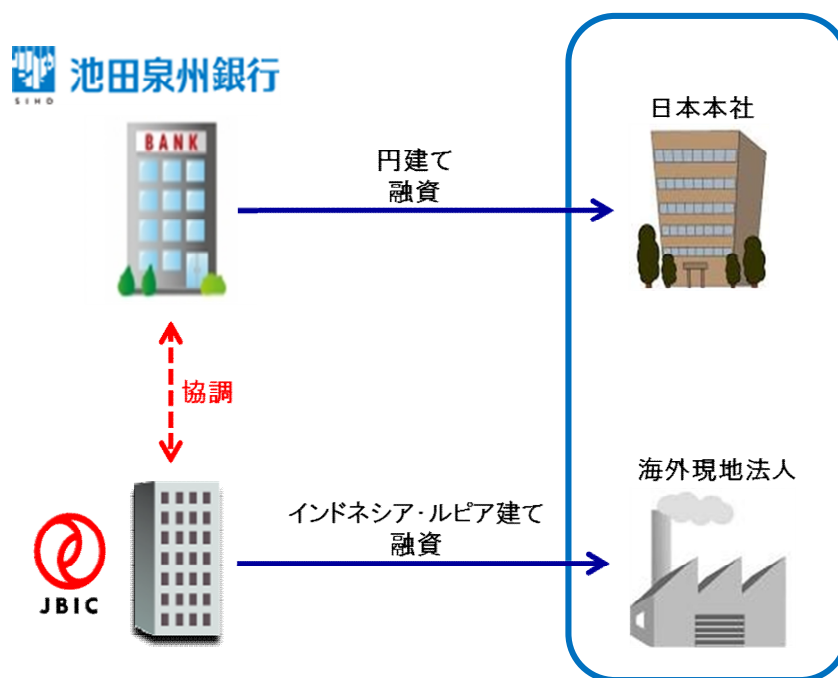 池田泉州銀行
SIHD
日本本社
BANK
円建て
融資
協調
海外現地法人
インドネシア・ルピア建て
融資
JBIC